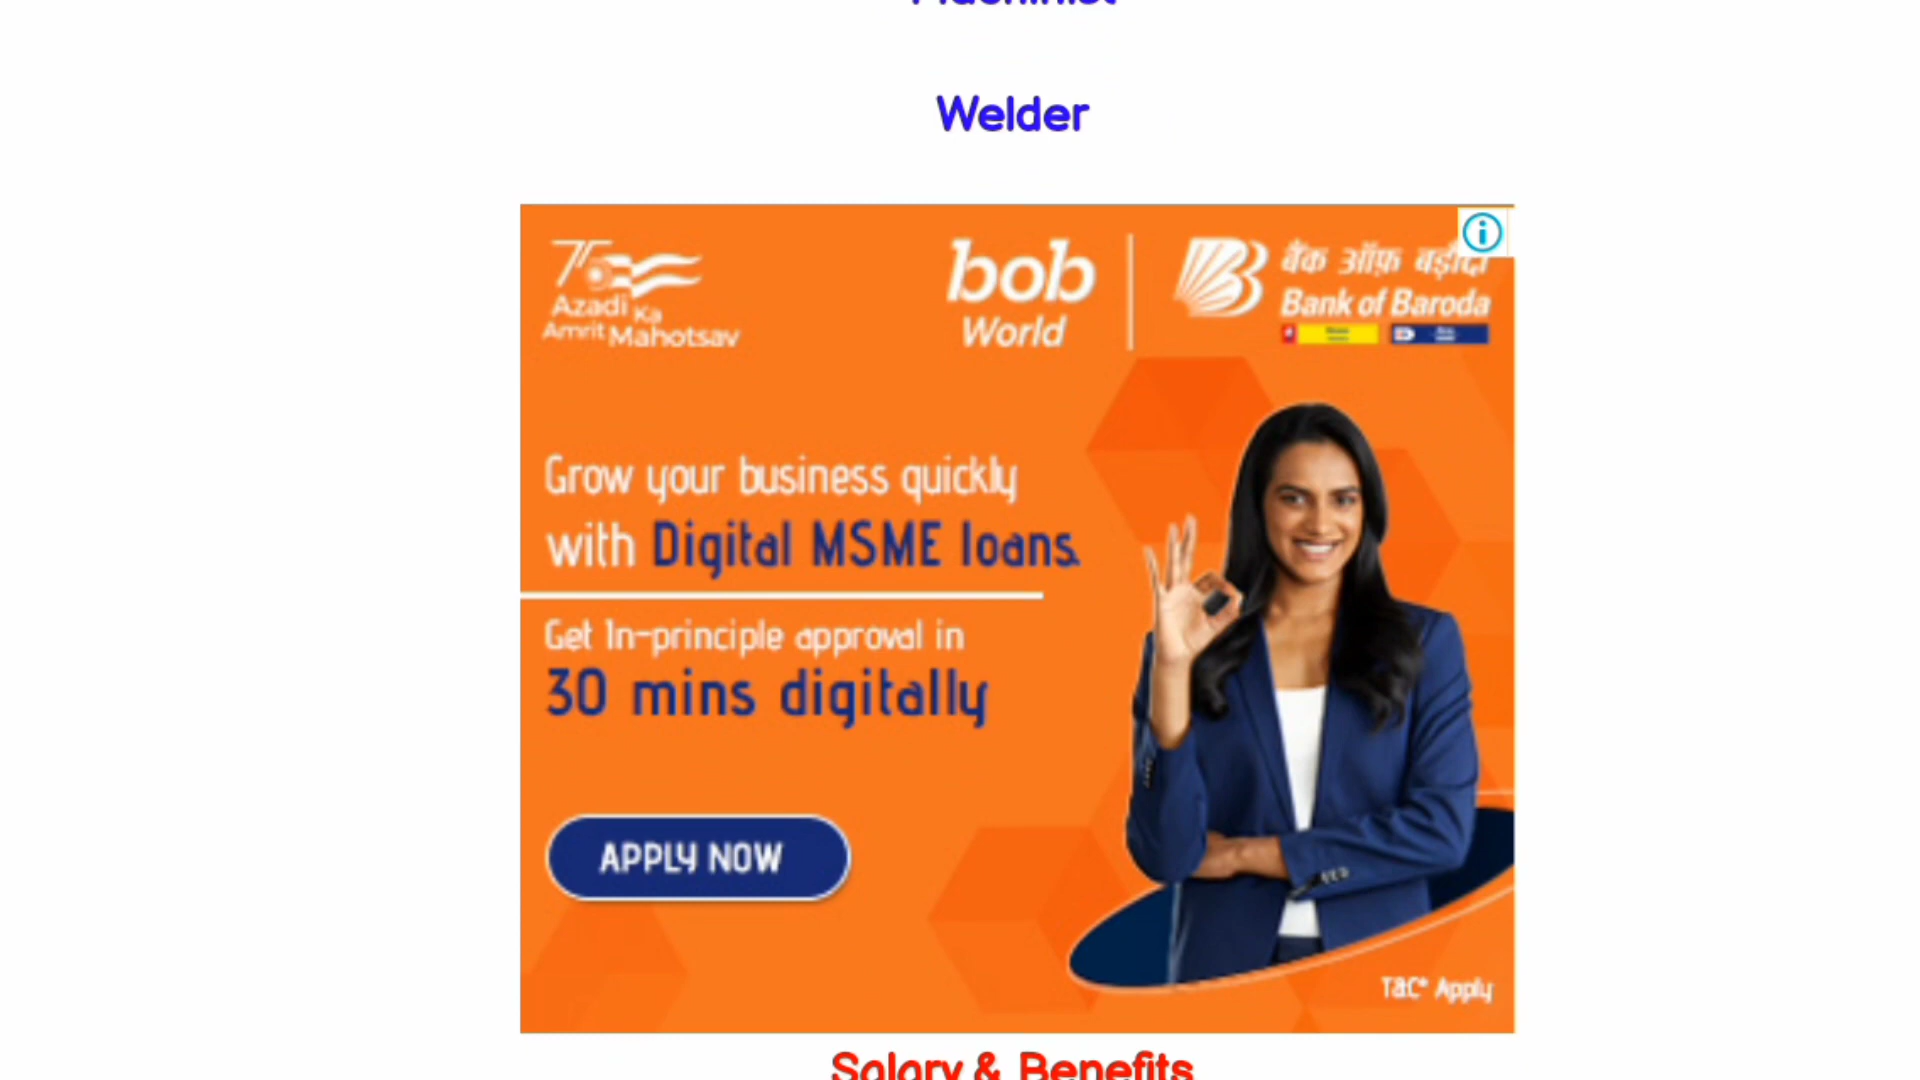 Machinist
Welder
75
Azadi Ka
Amrit Mahotsav
bob
World
बैंक ऑफ़ बड़ौदा
Bank of Baroda
Grow your business quickly
with Digital MSME loans.
Get In-principle approval in
30 mins digitally
APPLY NOW
T&C* Apply
Salary & Benefits